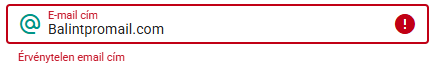 E-mail cím
Balintpromail.com
Érvénytelen email cím